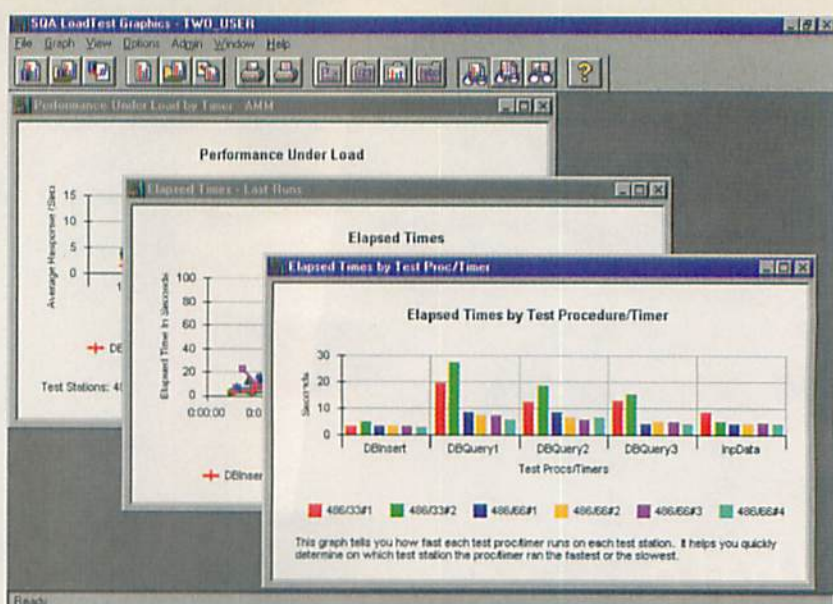 SQA LoadTest Graphics - TWO_USER
File Graph View Options Admin Window Help
Performance Under Load by Timer - AMM
Performance Under Load
Average Response
15
10
5
0
Test Stations:
Elapsed Times - Last Runs
Elapsed Times
Elapsed Time in Seconds
100
80
60
40
20
0
0:00:00
Elapsed Times by Test Proc/Timer
Elapsed Times by Test Procedure/Timer
Seconds
30
20
10
0
DBInsert DBQuery1 DBQuery2 DBQuery3 InpData
Test Procs/Timers
486/33#1 486/33#2 486/66#1 486/66#2 486/66#3 486/66#4
This graph tells you how fast each test proc/timer runs on each test station. It helps you quickly
determine on which test station the proc/timer ran the fastest or the slowest.
Ready